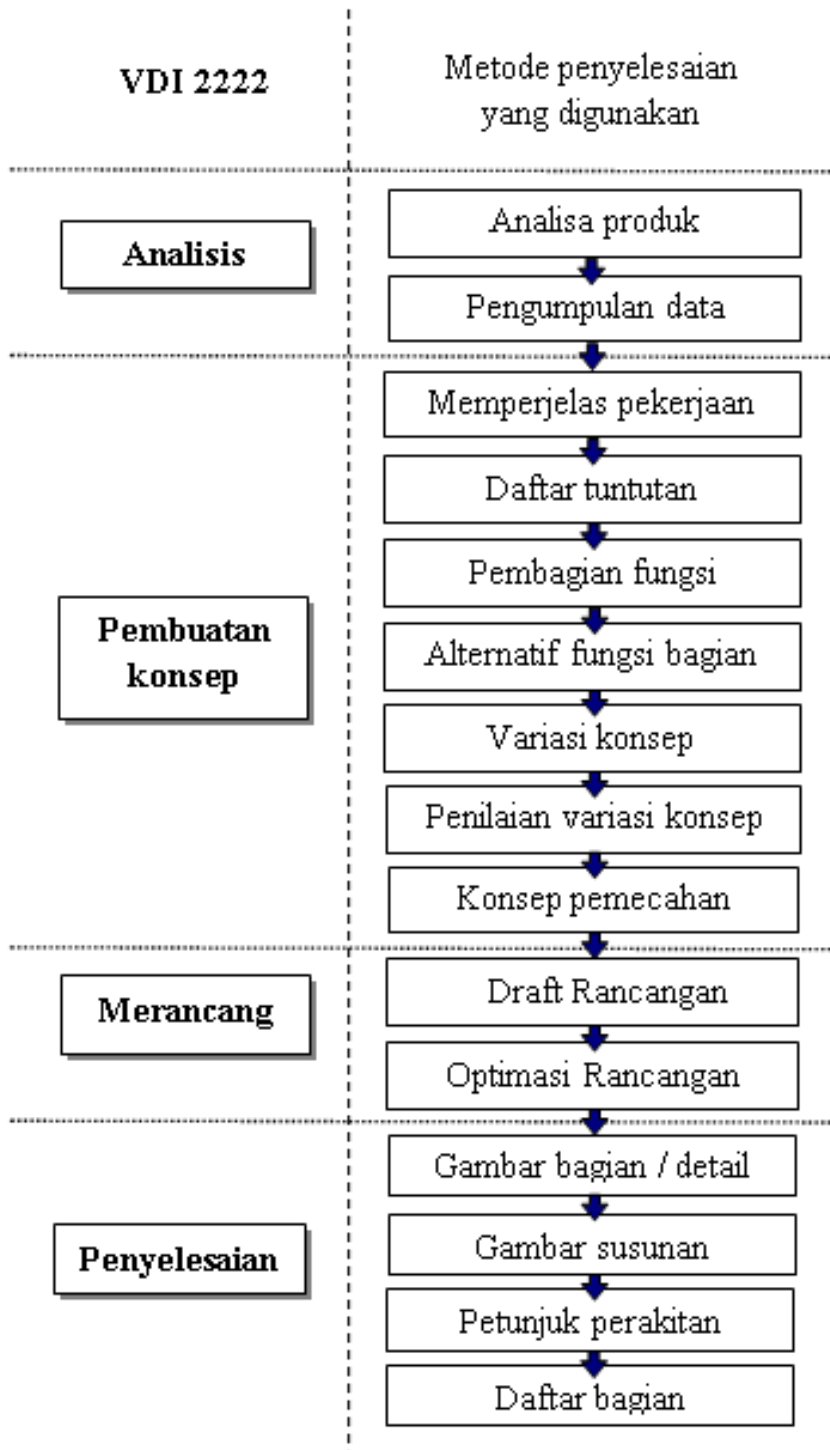 VDI 2222
Metode penyelesaian
yang digunakan
Analisis
Analisa produk
Pengumpulan data
Pembuatan
konsep
Memperjelas pekerjaan
Daftar tuntutan
Pembagian fungsi
Alternatif fungsi bagian
Variasi konsep
Penilaian variasi konsep
Konsep pemecahan
Merancang
Draft Rancangan
Optimasi Rancangan
Penyelesaian
Gambar bagian / detail
Gambar susunan
Petunjuk perakitan
Daftar bagian